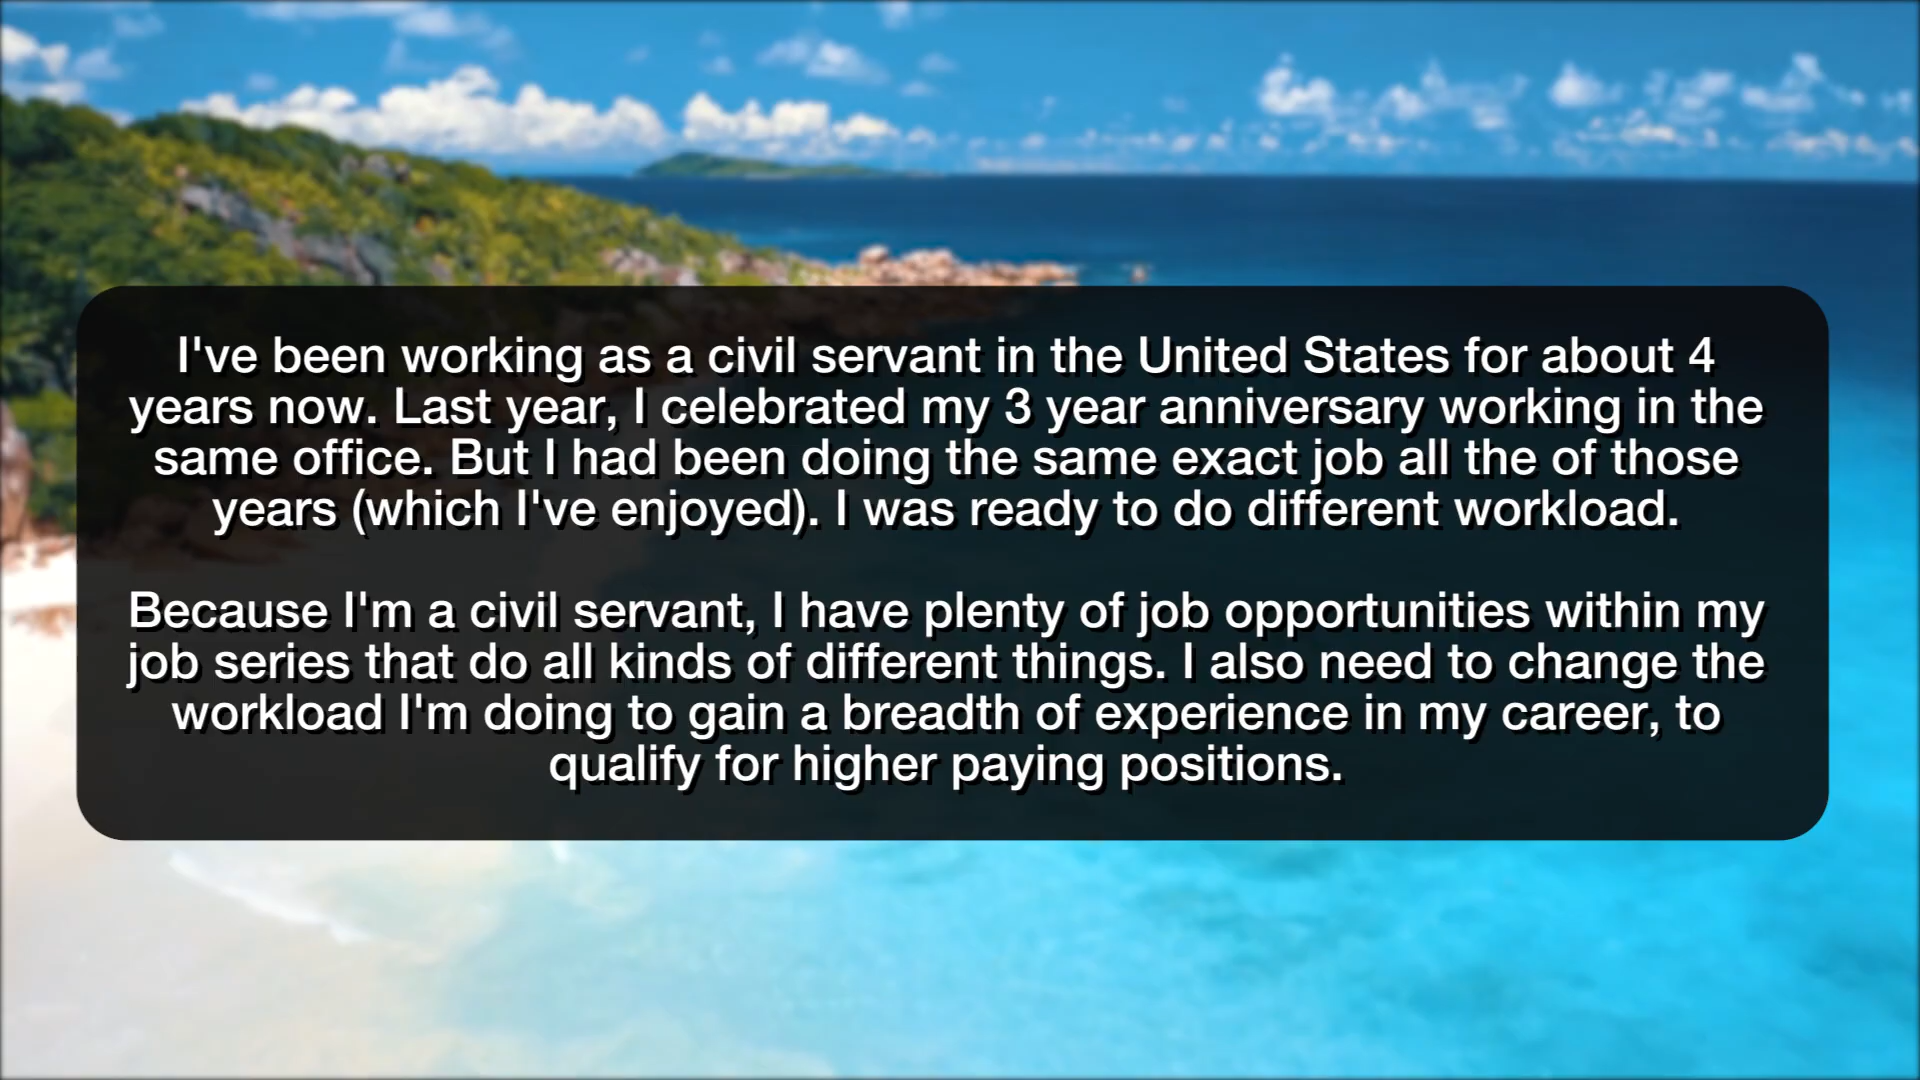 I've been working as a civil servant in the United States for about 4
years now. Last year, I celebrated my 3 year anniversary working in the
same office. But I had been doing the same exact job all the of those
years (which I've enjoyed). I was ready to do different workload.
Because I'm a civil servant, I have plenty of job opportunities within my
job series that do all kinds of different things. I also need to change the
workload I'm doing to gain a breadth of experience in my career, to
qualify for higher paying positions.